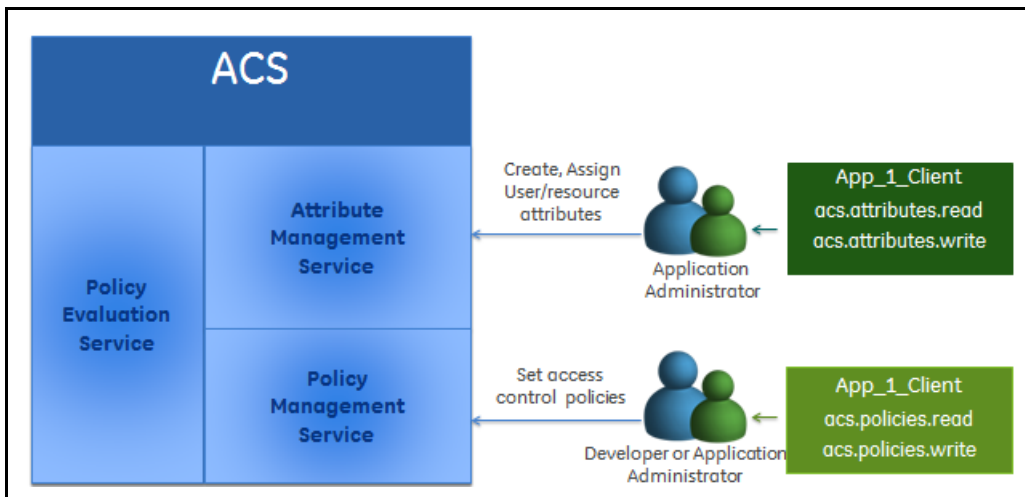 ACS
Policy
Evaluation
Service
Attribute
Management
Service
Policy
Management
Service
Create, Assign
User/resource
attributes
Application
Administrator
App_1_Client
acs.attributes.read
acs.attributes.write
Set access
control policies
Developer or Application
Administrator
App_1_Client
acs.policies.read
acs.policies.write